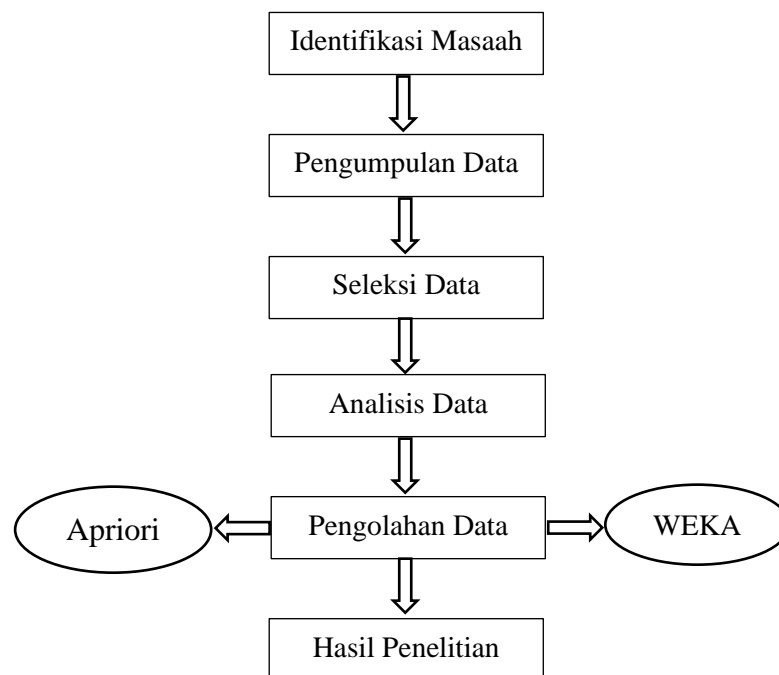 Identifikasi Masaah
Pengumpulan Data
Seleksi Data
Analisis Data
Apriori
Pengolahan Data
WEKA
Hasil Penelitian